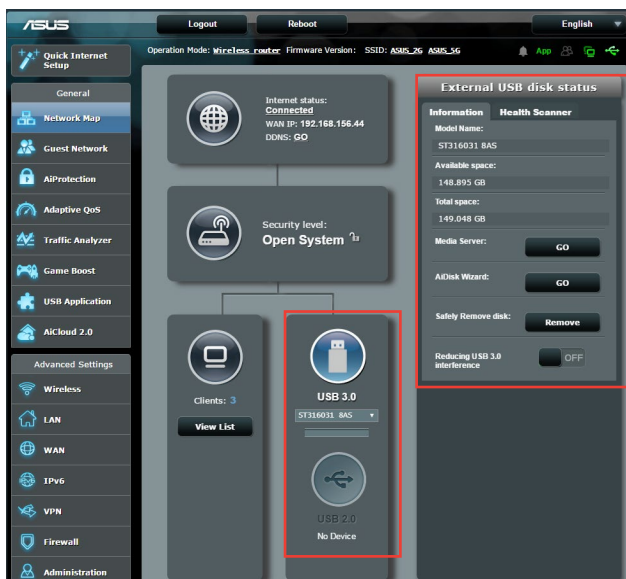 ASUS
Logout
Reboot
English
Quick Internet
Setup
Operation Mode: Wireless router Firmware Version: SSID: ASUS_2G ASUS_5G
App
General
Network Map
Guest Network
AiProtection
Adaptive QoS
Traffic Analyzer
Game Boost
USB Application
AiCloud 2.0
Advanced Settings
Wireless
LAN
WAN
IPv6
VPN
Firewall
Administration
Internet status:
Connected
WAN IP: 192.168.156.44
DDNS: GO
Security level:
Open System
Clients: 3
View List
USB 3.0
ST316031 8AS
USB 2.0
No Device
External USB disk status
Information Health Scanner
Model Name:
ST316031 8AS
Available space:
148.895 GB
Total space:
149.048 GB
Media Server:
GO
AiDisk Wizard:
GO
Safely Remove disk:
Remove
Reducing USB 3.0
interference
OFF